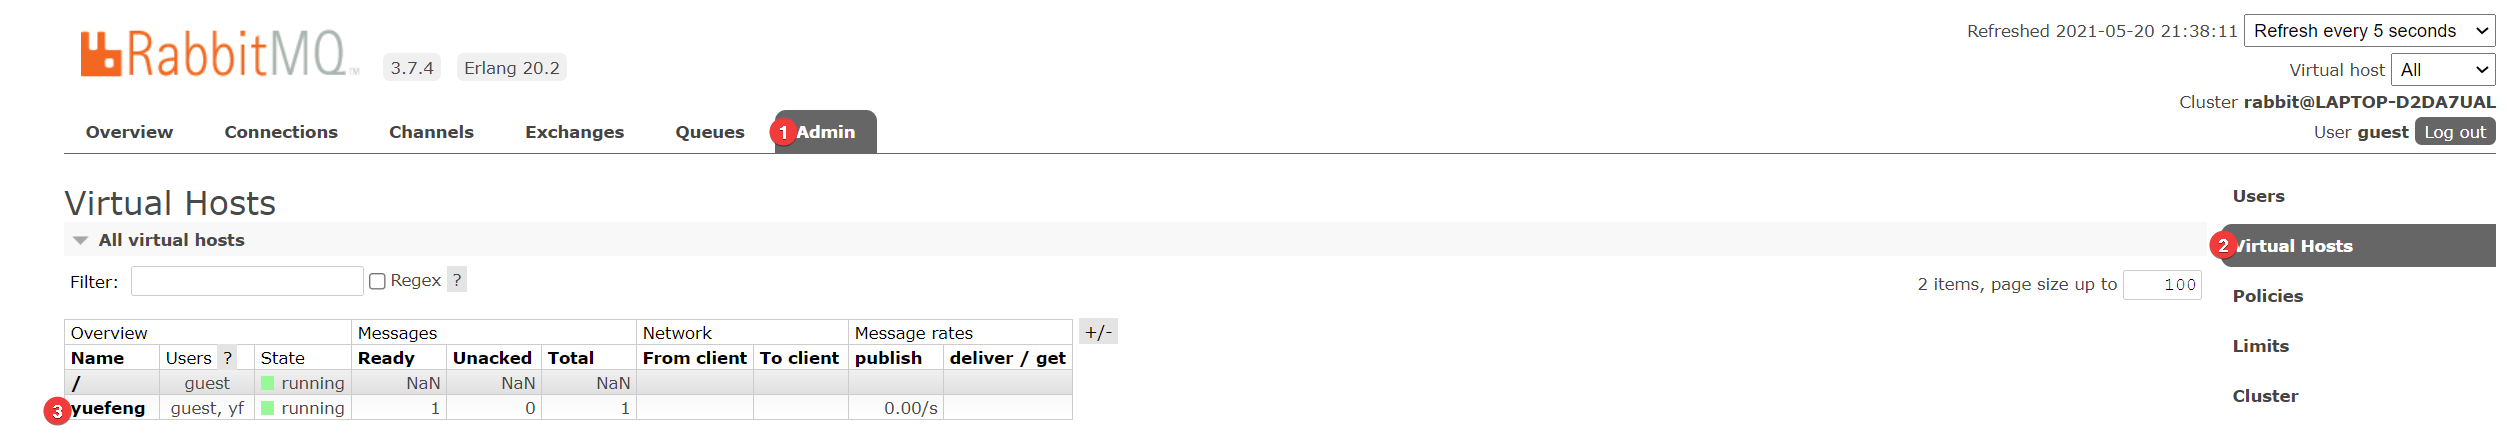 RabbitMQ™ 3.7.4 Erlang 20.2
Refreshed 2021-05-20 21:38:11 Refresh every 5 seconds
Virtual host All
Cluster rabbit@LAPTOP-D2DA7UAL
User guest Log out
Overview Connections Channels Exchanges Queues 1 Admin
Virtual Hosts
All virtual hosts
Filter: Regex ?
2 items, page size up to 100
Overview Messages Network Message rates +/-
Name Users ? State Ready Unacked Total From client To client publish deliver / get
/ guest running NaN NaN NaN
3 yuefeng guest, yf running 1 0 1 0.00/s
Users
2 Virtual Hosts
Policies
Limits
Cluster